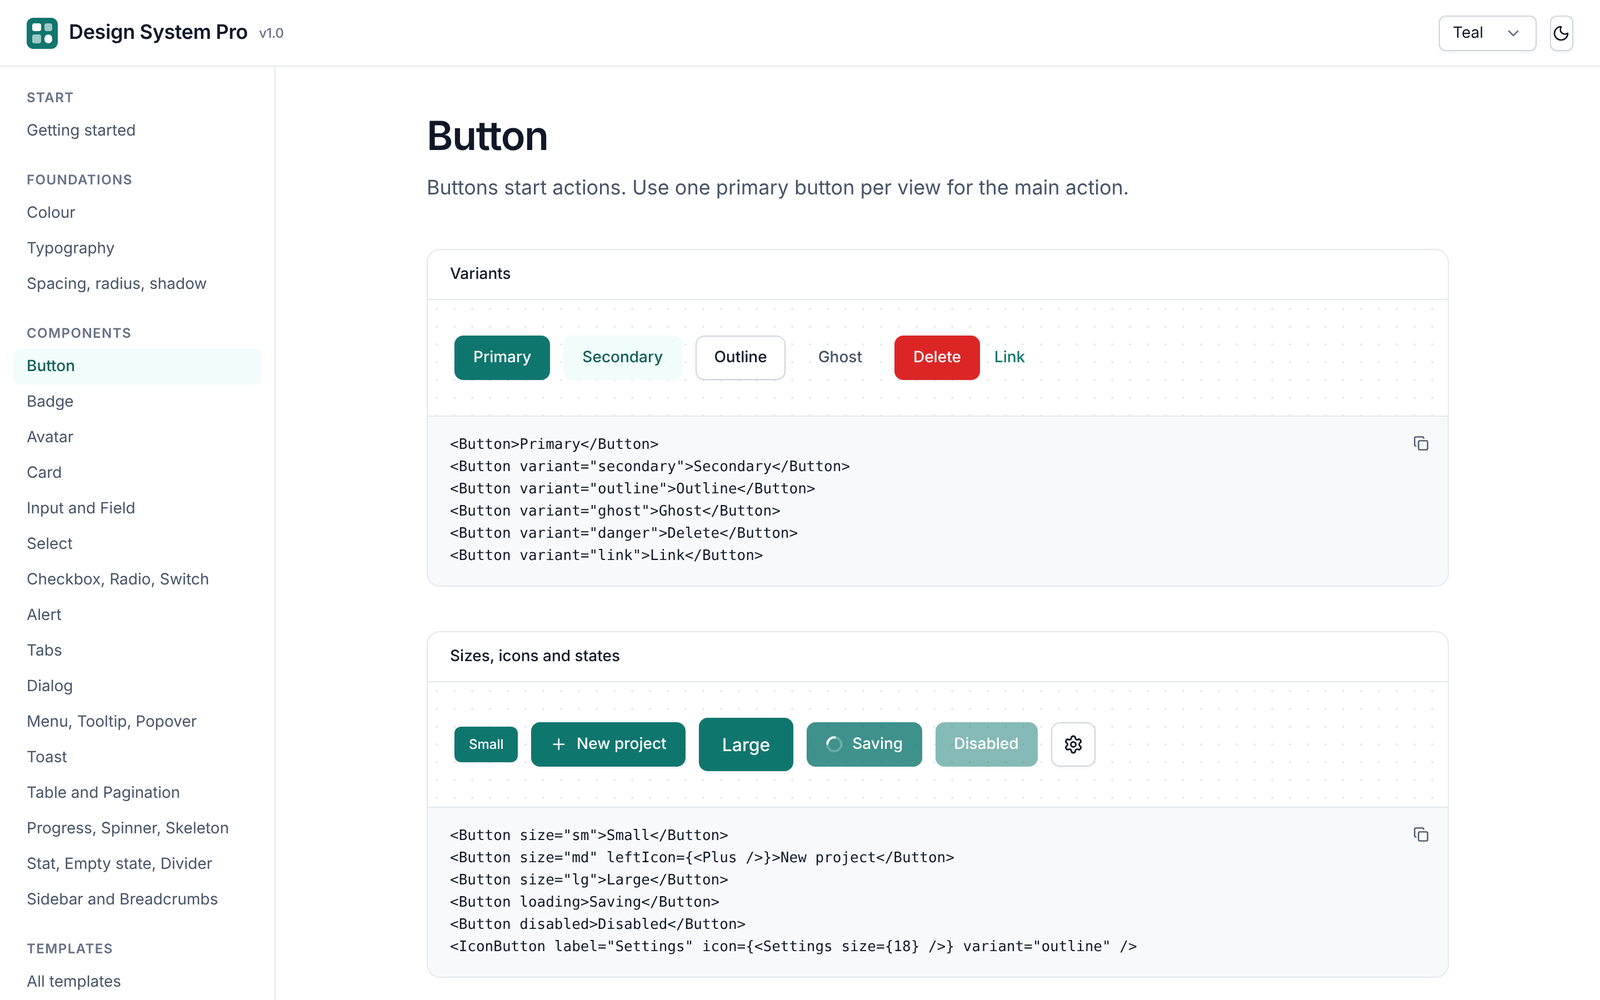 Design System Pro v1.0
Teal
START
Getting started
FOUNDATIONS
Colour
Typography
Spacing, radius, shadow
COMPONENTS
Button
Badge
Avatar
Card
Input and Field
Select
Checkbox, Radio, Switch
Alert
Tabs
Dialog
Menu, Tooltip, Popover
Toast
Table and Pagination
Progress, Spinner, Skeleton
Stat, Empty state, Divider
Sidebar and Breadcrumbs
TEMPLATES
All templates
Button
Buttons start actions. Use one primary button per view for the main action.
Variants
Primary Secondary Outline Ghost Delete Link
<Button>Primary</Button>
<Button variant="secondary">Secondary</Button>
<Button variant="outline">Outline</Button>
<Button variant="ghost">Ghost</Button>
<Button variant="danger">Delete</Button>
<Button variant="link">Link</Button>
Sizes, icons and states
Small New project Large Saving Disabled
<Button size="sm">Small</Button>
<Button size="md" leftIcon={<Plus />}>New project</Button>
<Button size="lg">Large</Button>
<Button loading>Saving</Button>
<Button disabled>Disabled</Button>
<IconButton label="Settings" icon={<Settings size={18} />} variant="outline" />